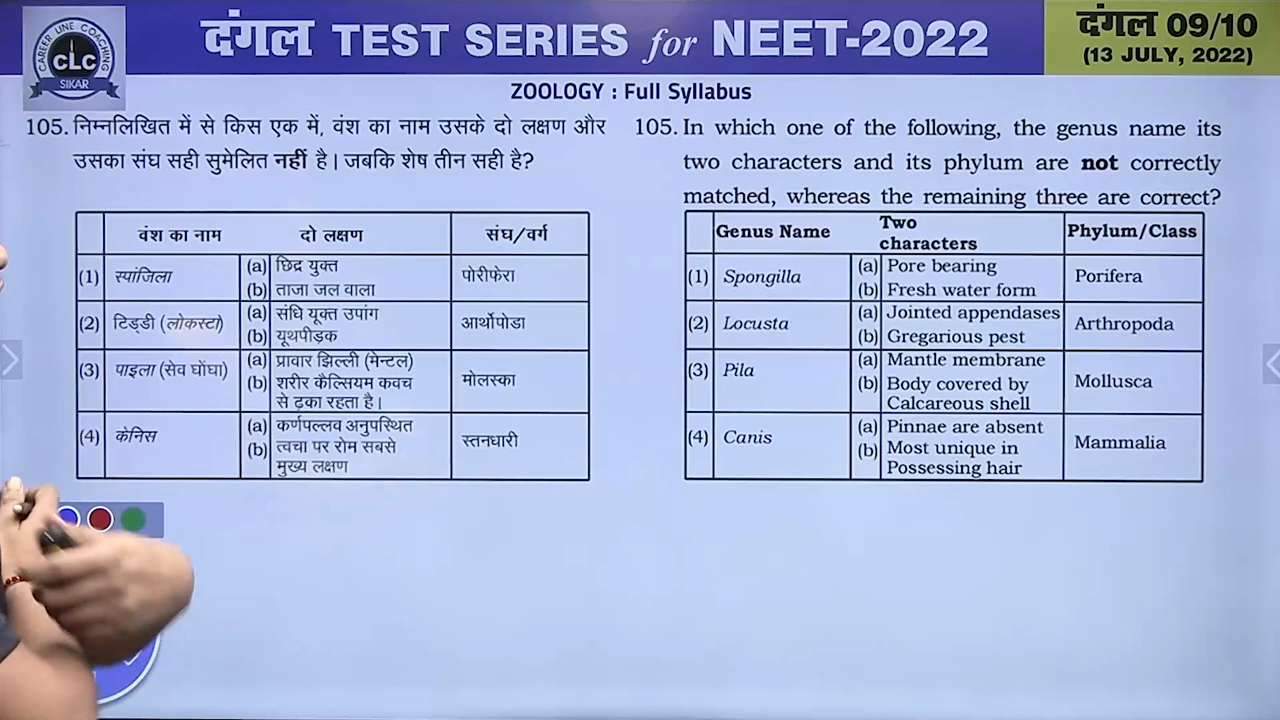 CAREER LINE COACHING
CLC
SIKAR
दंगल TEST SERIES for NEET-2022
दंगल 09/10
(13 JULY, 2022)
ZOOLOGY : Full Syllabus
105. निम्नलिखित में से किस एक में, वंश का नाम उसके दो लक्षण और
उसका संघ सही सुमेलित नहीं है। जबकि शेष तीन सही है?
वंश का नाम दो लक्षण संघ/वर्ग
(1) स्पांजिला (a) छिद्र युक्त पोरीफेरा
(b) ताजा जल वाला
(2) टिड्डी (लोकस्टा) (a) संधि यूक्त उपांग आर्थोपोडा
(b) यूथपीड़क
(3) पाइला (सेव घोंघा) (a) प्रावार झिल्ली (मेन्टल) मोलस्का
(b) शरीर कैल्सियम कवच
से ढ़का रहता है।
(4) केनिस (a) कर्णपल्लव अनुपस्थित स्तनधारी
(b) त्वचा पर रोम सबसे
मुख्य लक्षण
105. In which one of the following, the genus name its
two characters and its phylum are not correctly
matched, whereas the remaining three are correct?
Genus Name Two Phylum/Class
characters
(1) Spongilla (a) Pore bearing Porifera
(b) Fresh water form
(2) Locusta (a) Jointed appendases Arthropoda
(b) Gregarious pest
(3) Pila (a) Mantle membrane Mollusca
(b) Body covered by
Calcareous shell
(4) Canis (a) Pinnae are absent Mammalia
(b) Most unique in
Possessing hair